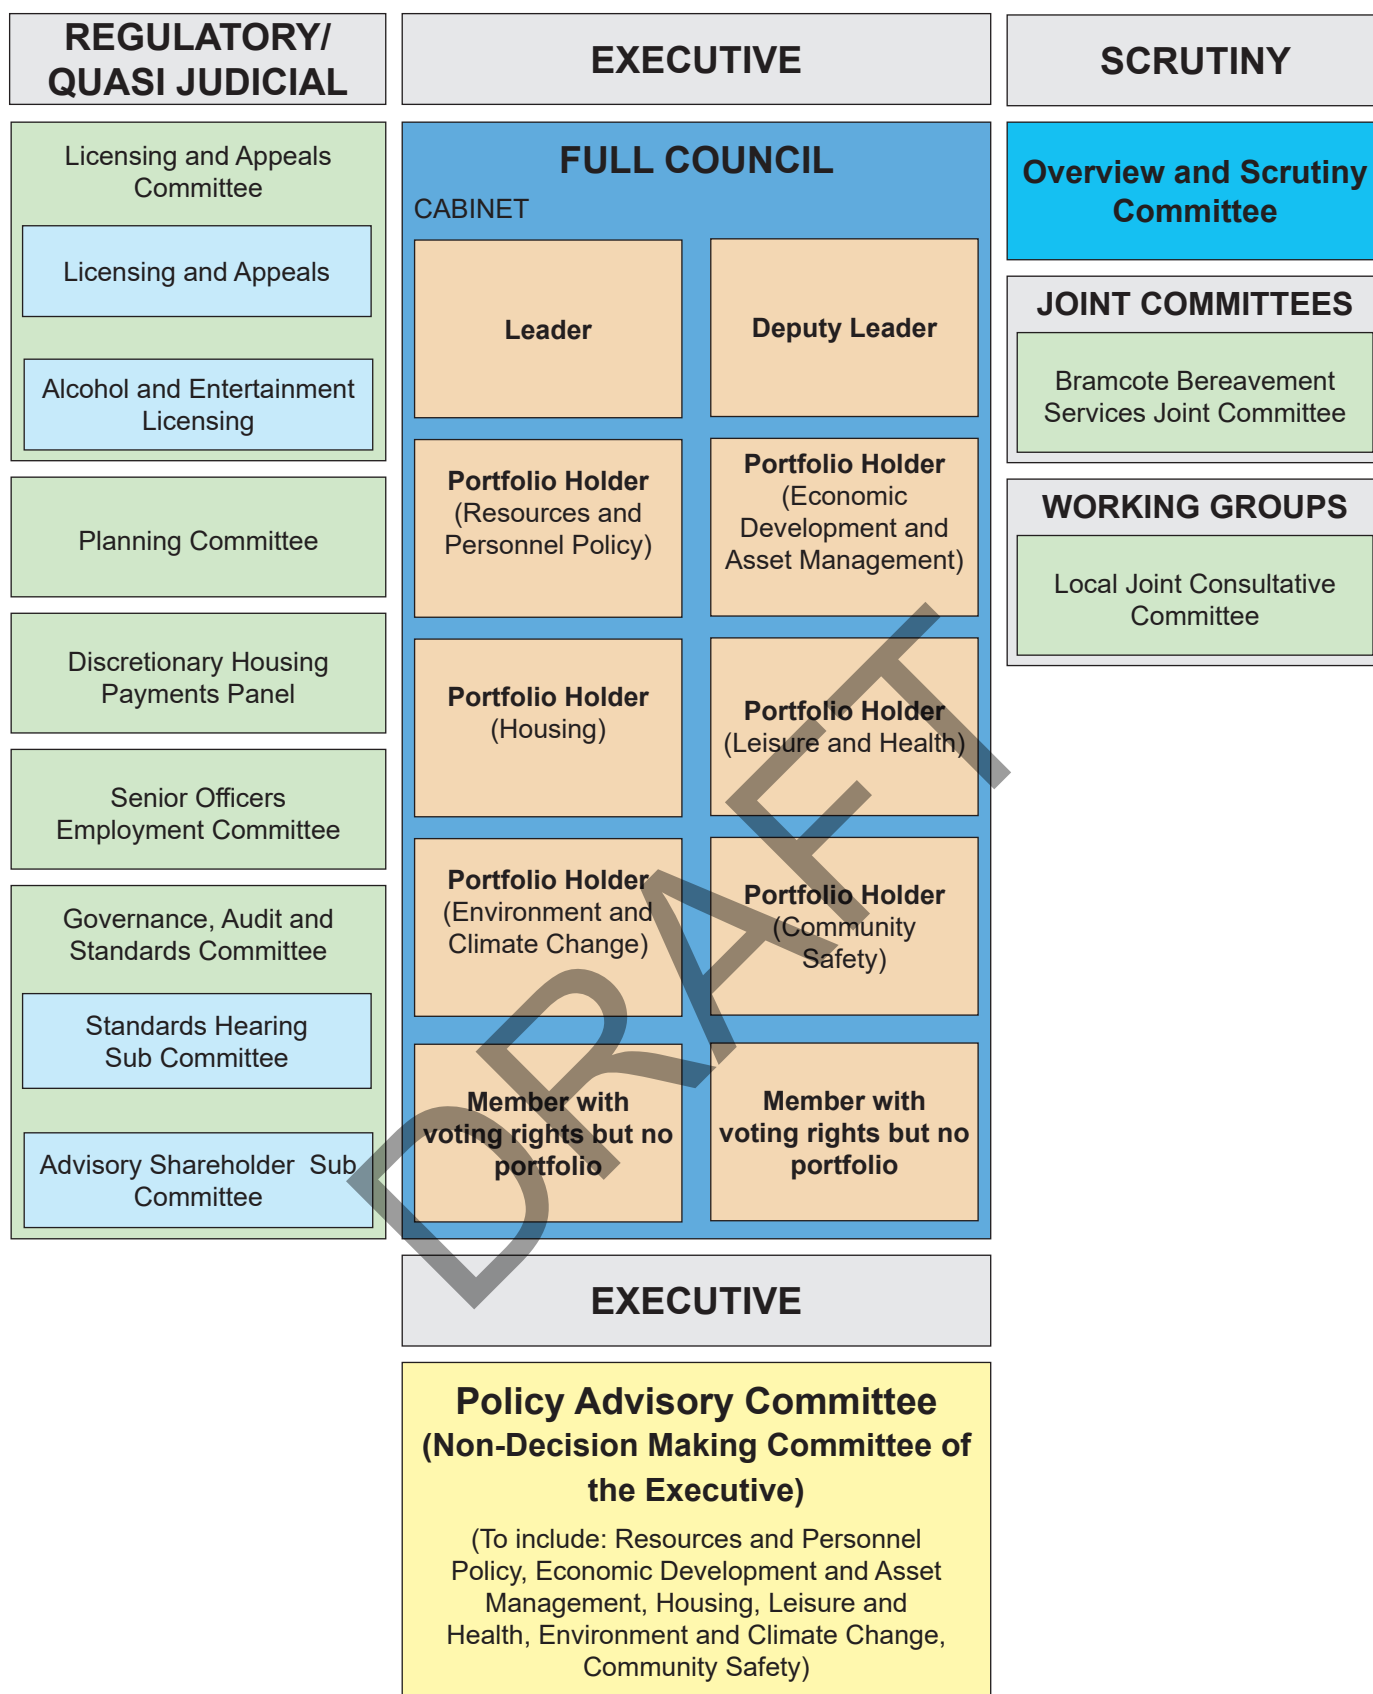 REGULATORY/
QUASI JUDICIAL
Licensing and Appeals
Committee
Licensing and Appeals
Alcohol and Entertainment
Licensing
Planning Committee
Discretionary Housing
Payments Panel
Senior Officers
Employment Committee
Governance, Audit and
Standards Committee
Standards Hearing
Sub Committee
Advisory Shareholder  Sub
Committee
EXECUTIVE
FULL COUNCIL
CABINET
Leader
Deputy Leader
Portfolio Holder
(Resources and
Personnel Policy)
Portfolio Holder
(Economic
Development and
Asset Management)
Portfolio Holder
(Housing)
Portfolio Holder
(Leisure and Health)
Portfolio Holder
(Environment and
Climate Change)
Portfolio Holder
(Community
Safety)
Member with
voting rights but no
portfolio
Member with
voting rights but no
portfolio
EXECUTIVE
Policy Advisory Committee
(Non-Decision Making Committee of
the Executive)
(To include: Resources and Personnel
Policy, Economic Development and Asset
Management, Housing, Leisure and
Health, Environment and Climate Change,
Community Safety)
SCRUTINY
Overview and Scrutiny
Committee
JOINT COMMITTEES
Bramcote Bereavement
Services Joint Committee
WORKING GROUPS
Local Joint Consultative
Committee
DRAFT